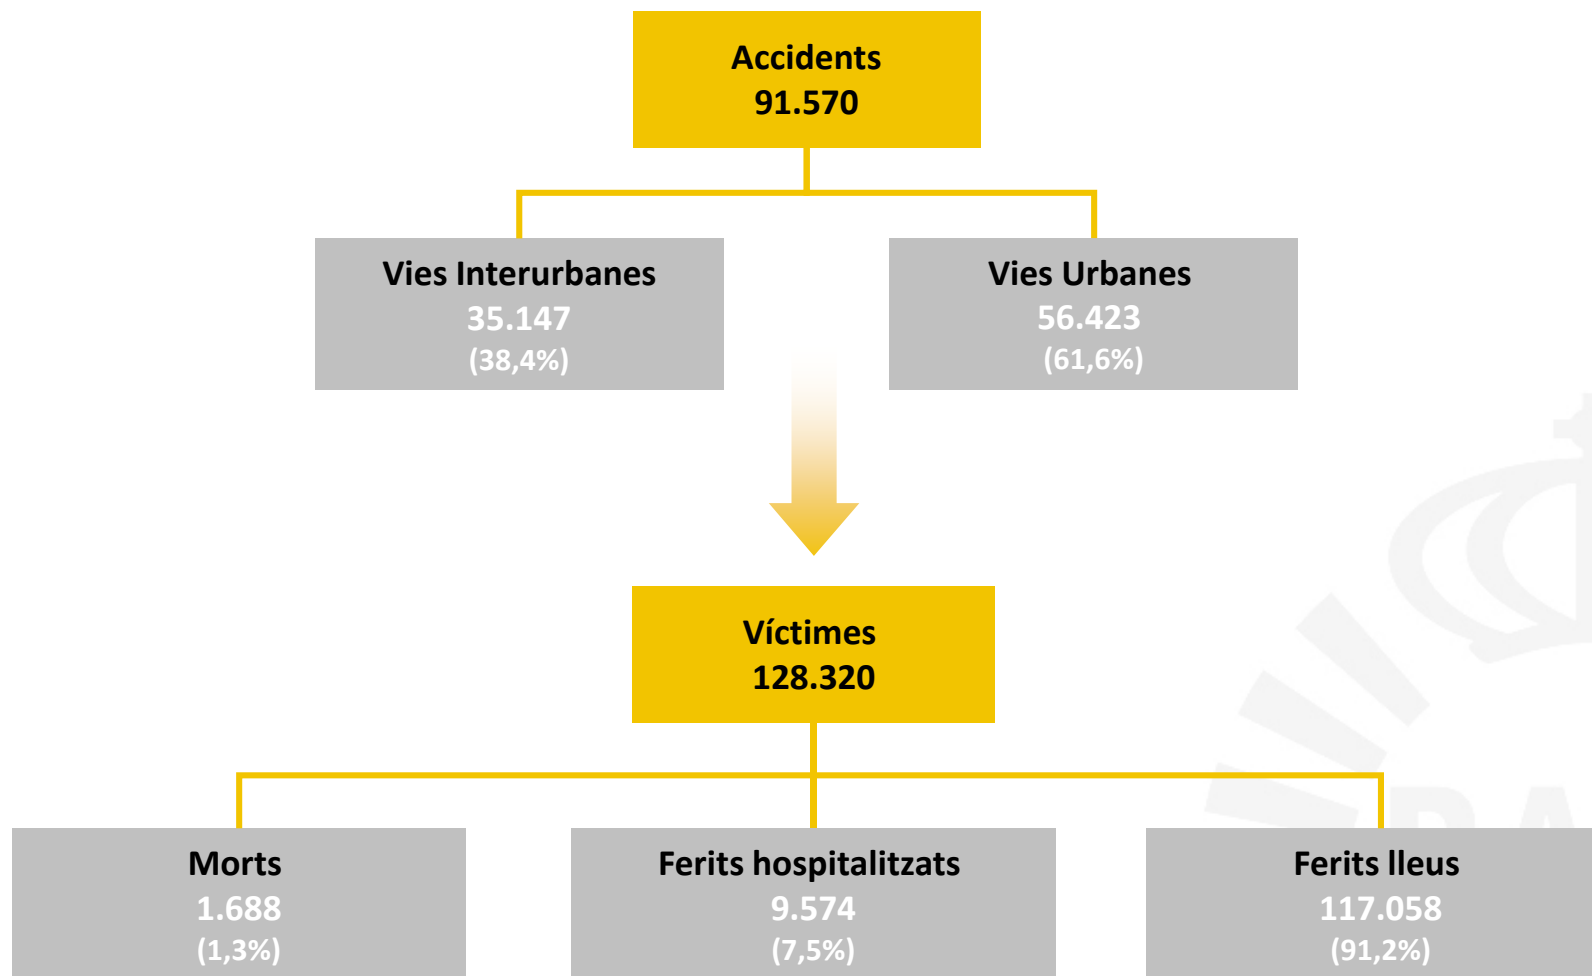 Accidents
91.570
Vies Interurbanes
35.147
(38,4%)
Vies Urbanes
56.423
(61,6%)
Víctimes
128.320
Morts
1.688
(1,3%)
Ferits hospitalitzats
9.574
(7,5%)
Ferits lleus
117.058
(91,2%)